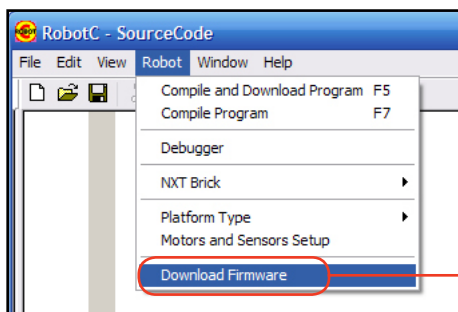 RobotC - SourceCode
File Edit View Robot Window Help
Compile and Download Program F5
Compile Program F7
Debugger
NXT Brick
Platform Type
Motors and Sensors Setup
Download Firmware